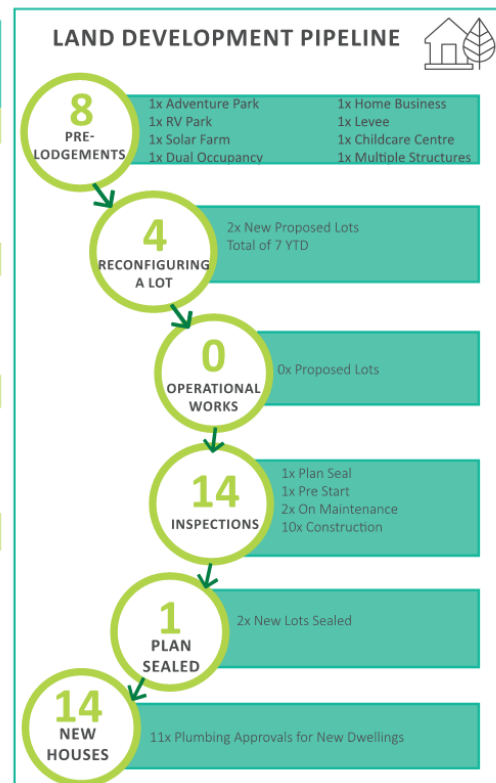 LAND DEVELOPMENT PIPELINE
8
PRE-
LODGEMENTS
1x Adventure Park
1x RV Park
1x Solar Farm
1x Dual Occupancy
1x Home Business
1x Levee
1x Childcare Centre
1x Multiple Structures
4
RECONFIGURING
A LOT
2x New Proposed Lots
Total of 7 YTD
0
OPERATIONAL
WORKS
0x Proposed Lots
14
INSPECTIONS
1x Plan Seal
1x Pre Start
2x On Maintenance
10x Construction
1
PLAN
SEALED
2x New Lots Sealed
14
NEW
HOUSES
11x Plumbing Approvals for New Dwellings